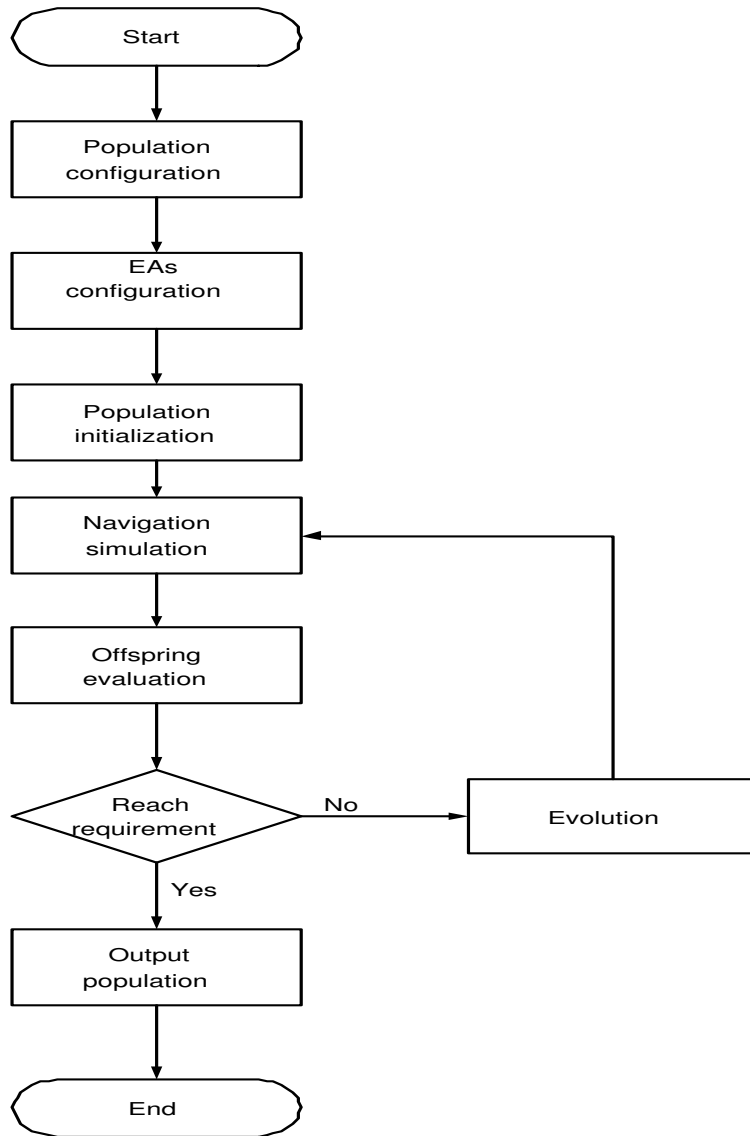 Start
Population
configuration
EAs
configuration
Population
initialization
Navigation
simulation
Offspring
evaluation
Reach
requirement
No
Evolution
Yes
Output
population
End